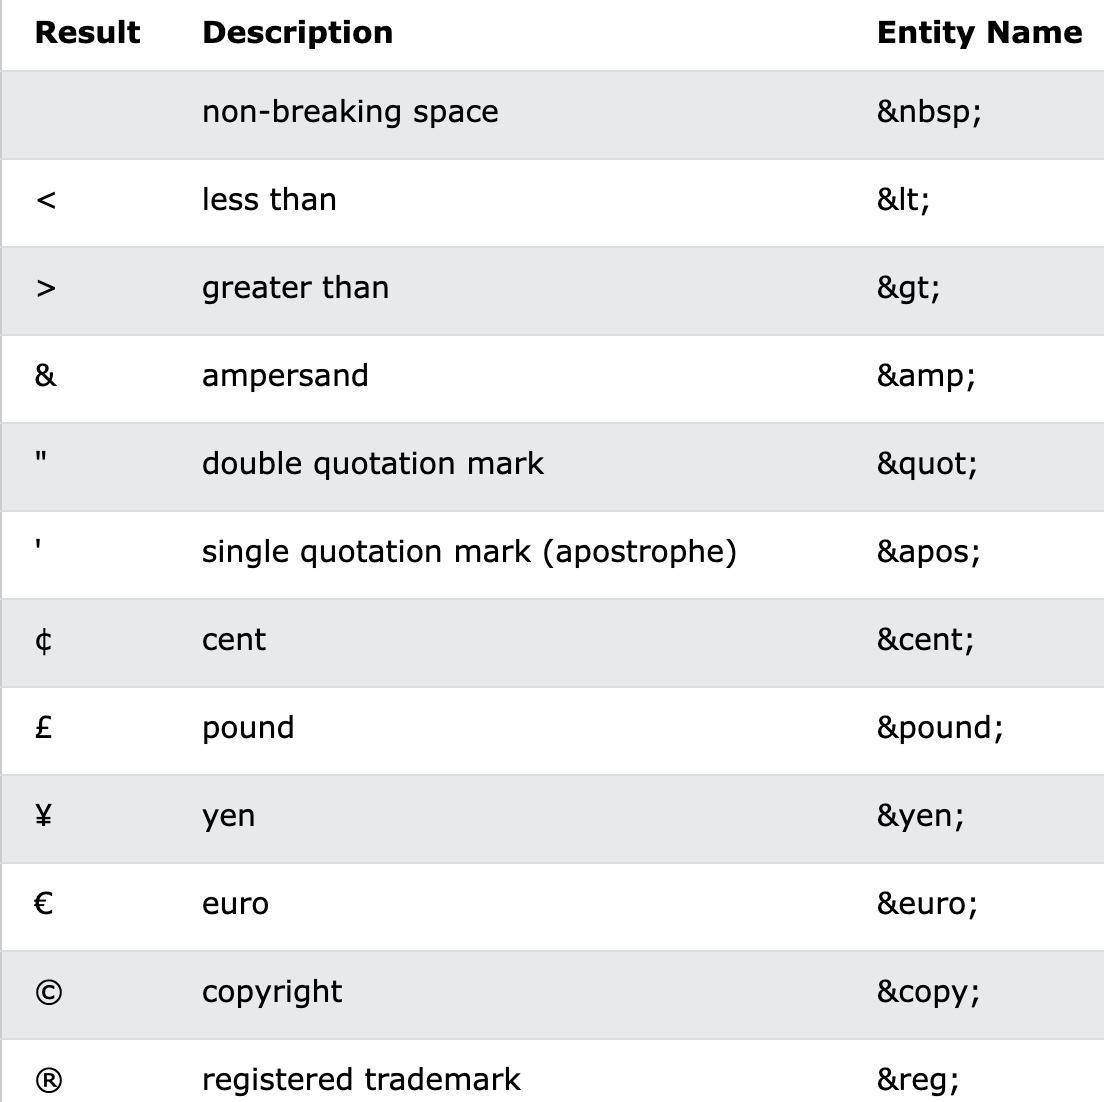 Result Description Entity Name
non-breaking space &nbsp;
< less than &lt;
> greater than &gt;
& ampersand &amp;
" double quotation mark &quot;
' single quotation mark (apostrophe) &apos;
¢ cent &cent;
£ pound &pound;
¥ yen &yen;
€ euro &euro;
© copyright &copy;
® registered trademark &reg;